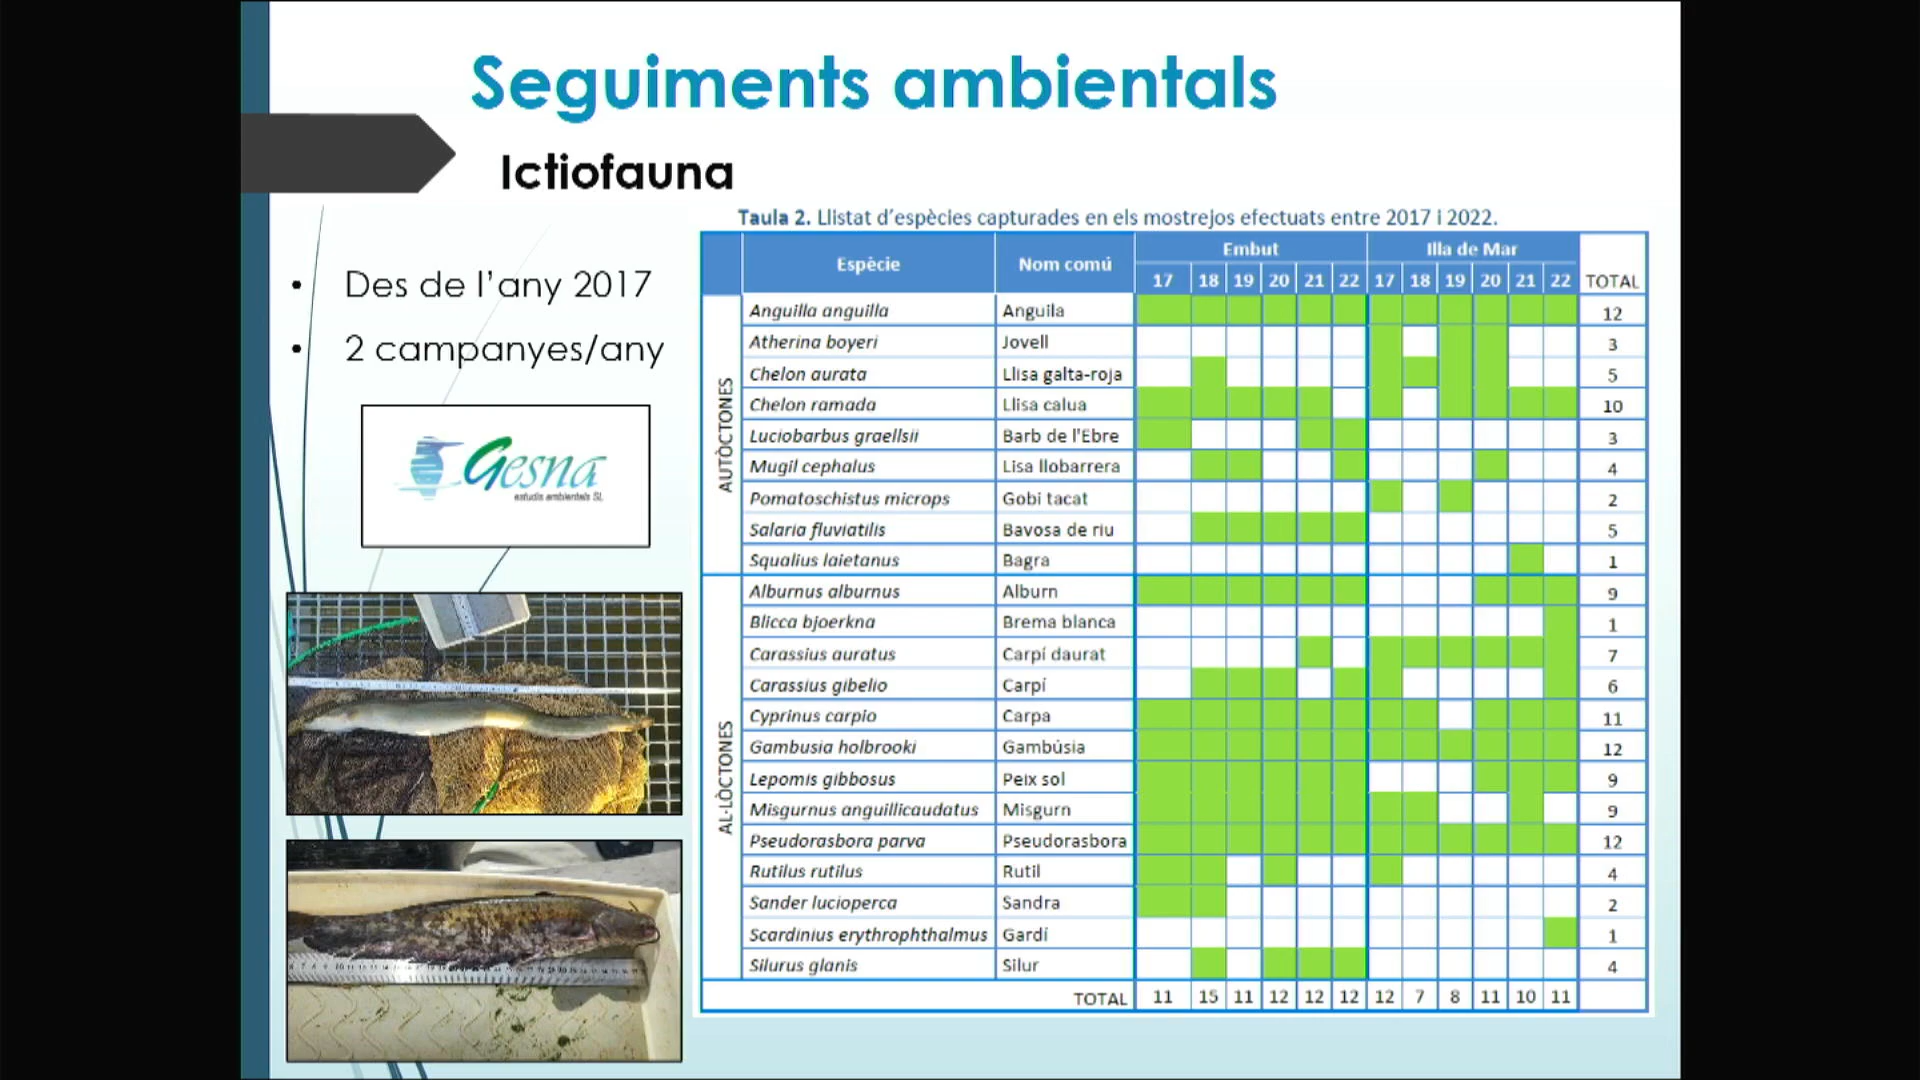 Seguiments ambientals
Ictiofauna
• Des de l'any 2017
• 2 campanyes/any
Gesna
estudis ambientals SL
Taula 2. Llistat d'espècies capturades en els mostrejos efectuats entre 2017 i 2022.
Espècie Nom comú Embut Illa de Mar
17 18 19 20 21 22 17 18 19 20 21 22 TOTAL
AUTÒCTONES
Anguilla anguilla Anguila 12
Atherina boyeri Jovell 3
Chelon aurata Llisa galta-roja 5
Chelon ramada Llisa calua 10
Luciobarbus graellsii Barb de l'Ebre 3
Mugil cephalus Lisa llobarrera 4
Pomatoschistus microps Gobi tacat 2
Salaria fluviatilis Bavosa de riu 5
Squalius laietanus Bagra 1
AL·LÒCTONES
Alburnus alburnus Alburn 9
Blicca bjoerkna Brema blanca 1
Carassius auratus Carpí daurat 7
Carassius gibelio Carpí 6
Cyprinus carpio Carpa 11
Gambusia holbrooki Gambúsia 12
Lepomis gibbosus Peix sol 9
Misgurnus anguillicaudatus Misgurn 9
Pseudorasbora parva Pseudorasbora 12
Rutilus rutilus Rutil 4
Sander lucioperca Sandra 2
Scardinius erythrophthalmus Gardí 1
Silurus glanis Silur 4
TOTAL 11 15 11 12 12 12 12 7 8 11 10 11